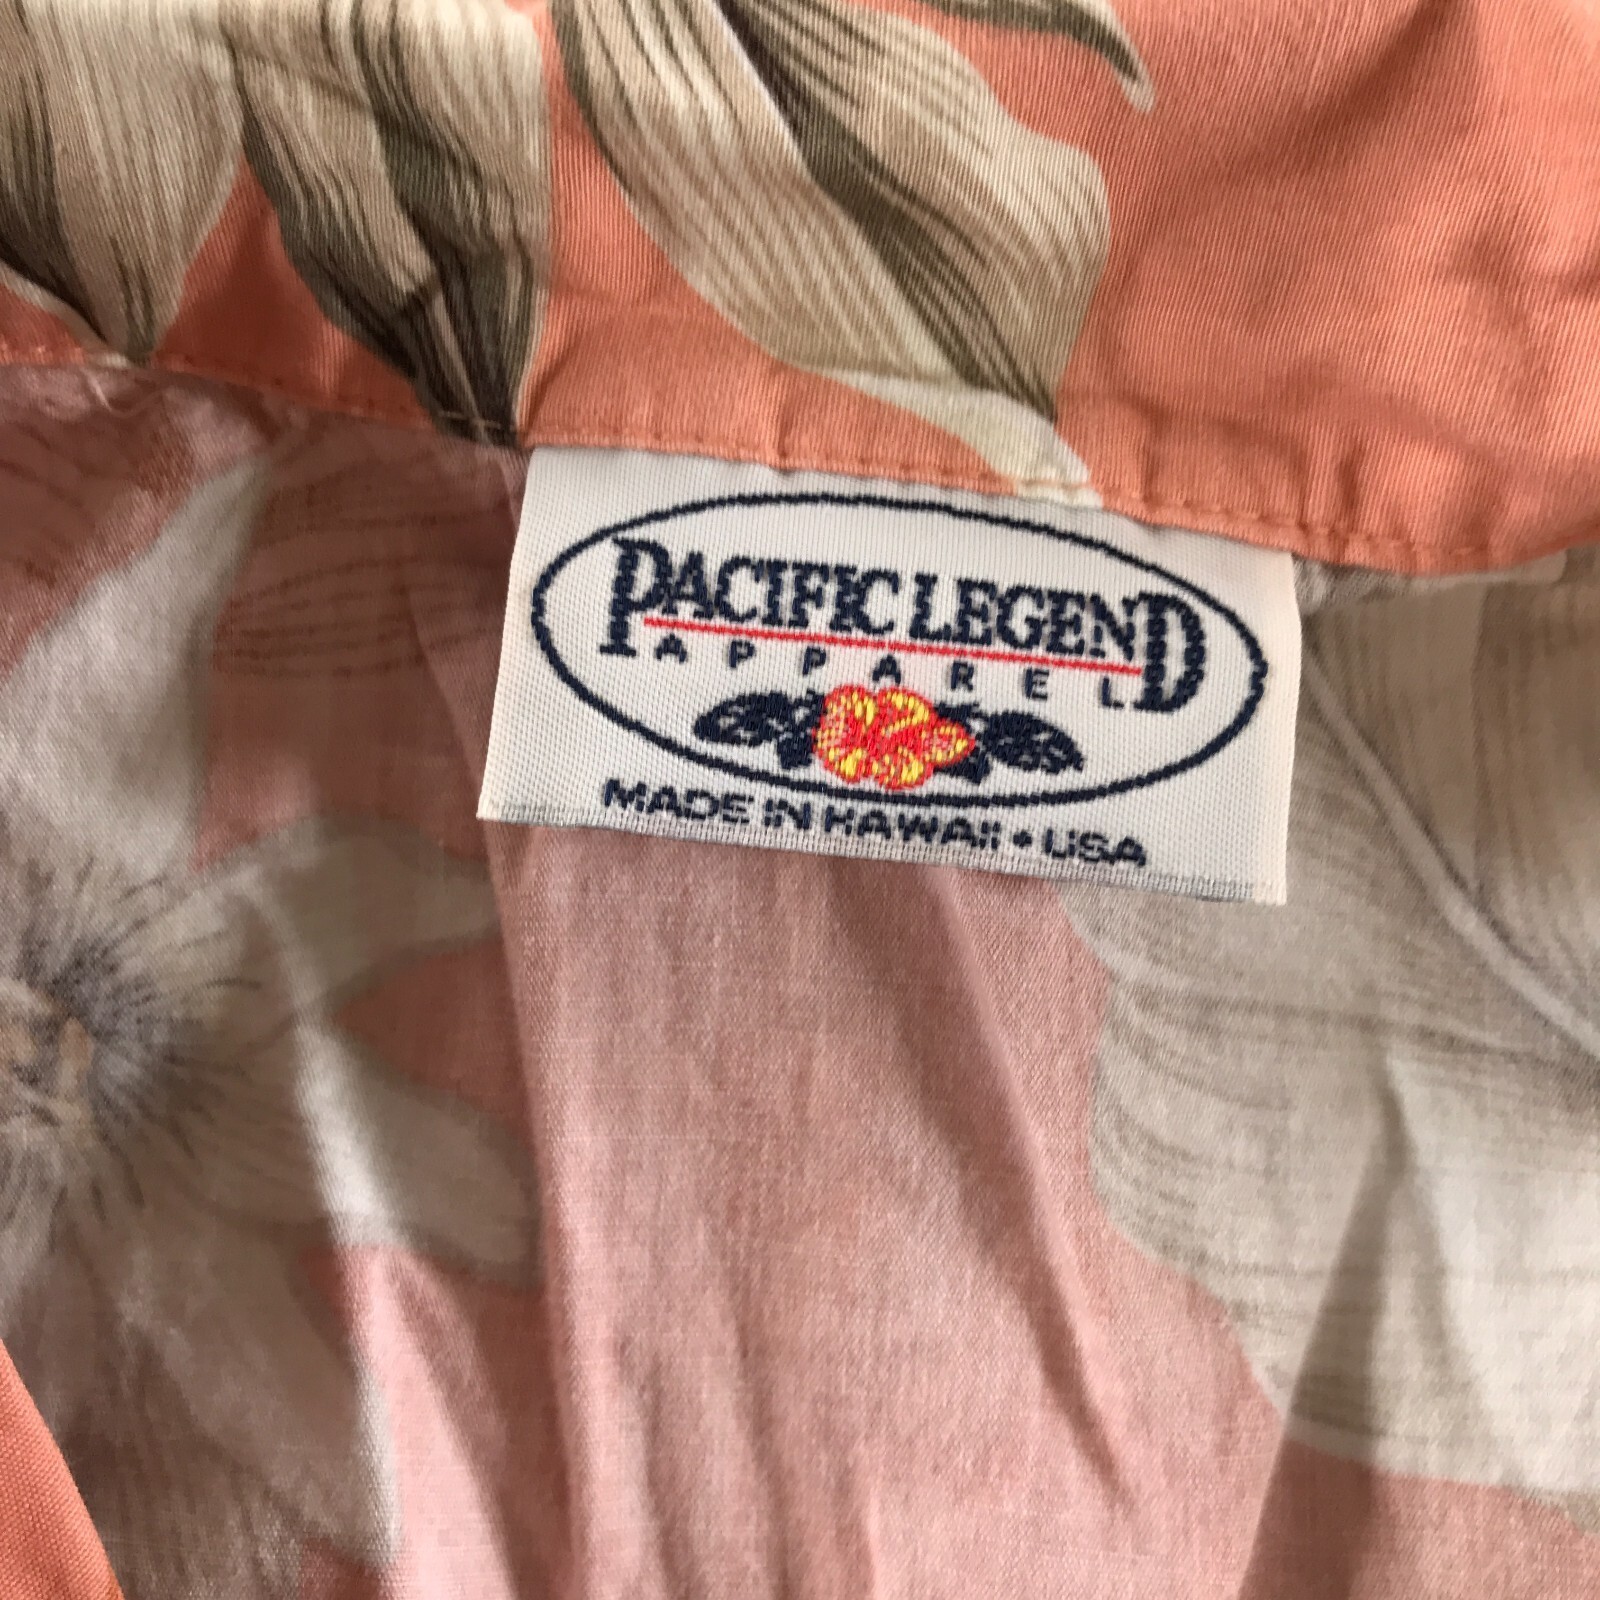 PACIFIC LEGEND
APPAREL
MADE IN HAWAII • USA